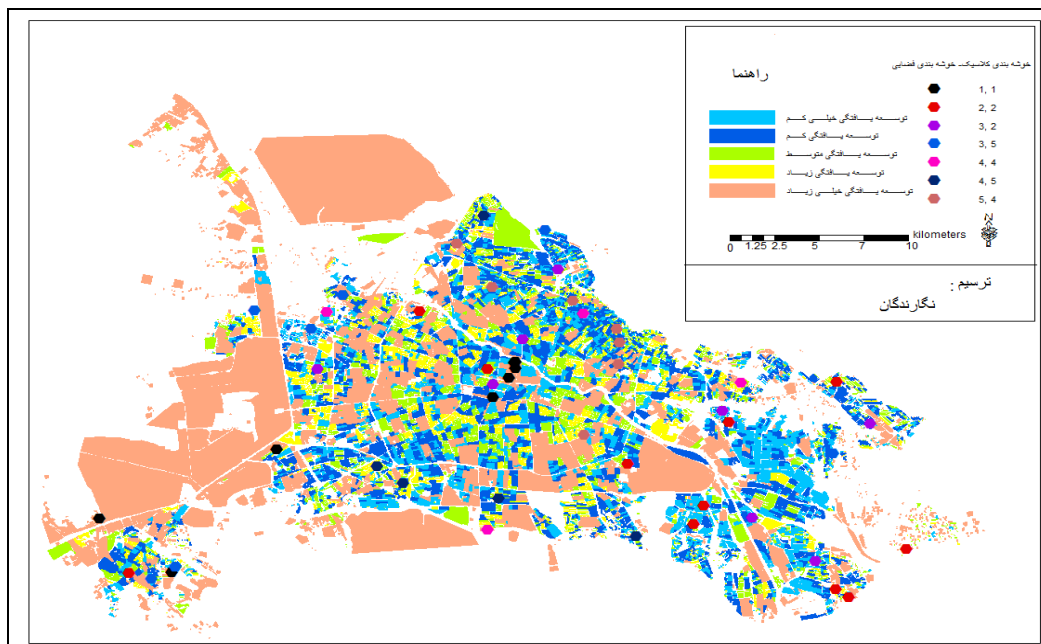 راهنما
توسعه یافتگی خیلی کم
توسعه یافتگی کم
توسعه یافتگی متوسط
توسعه یافتگی زیاد
توسعه یافتگی خیلی زیاد
خوشه بندی کلاسیک- خوشه بندی فضایی
1, 1
2, 2
3, 2
3, 5
4, 4
4, 5
5, 4
N
kilometers
0 1.25 2.5 5 7 10
ترسیم :
نگارندگان